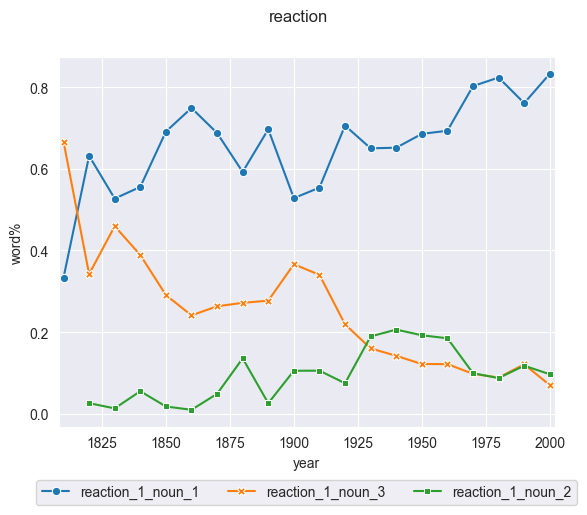 reaction
0.8
0.6
0.4
0.2
0.0
word%
1825 1850 1875 1900 1925 1950 1975 2000
year
reaction_1_noun_1 reaction_1_noun_3 reaction_1_noun_2